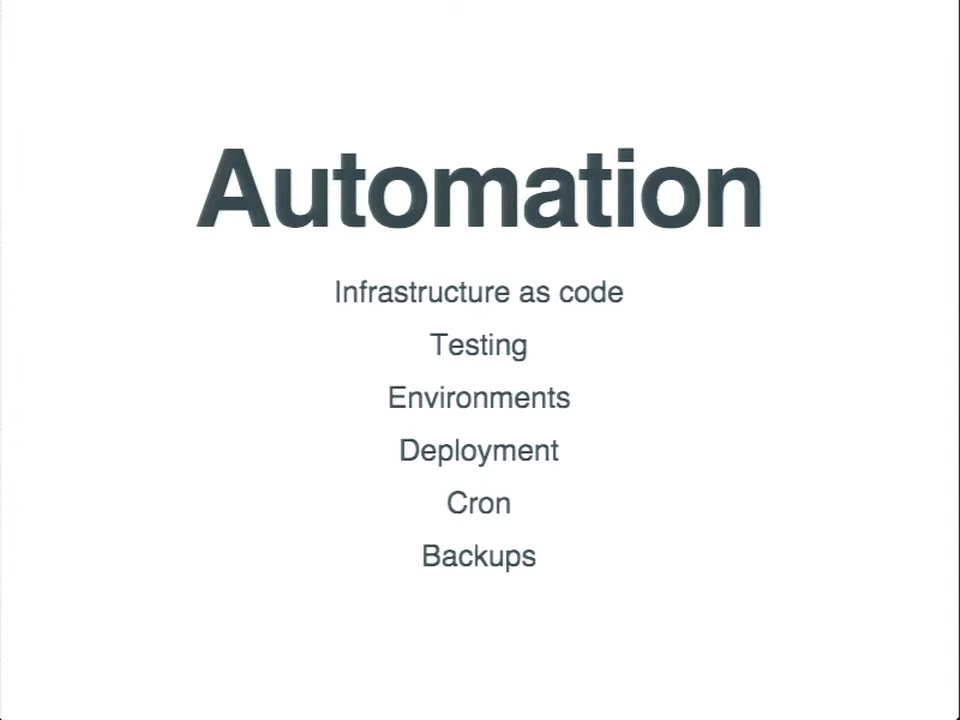 Automation
Infrastructure as code
Testing
Environments
Deployment
Cron
Backups